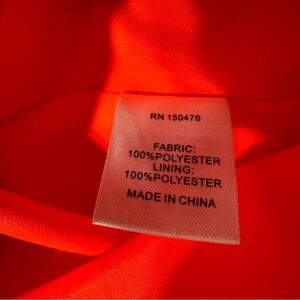 RN 150476
FABRIC:
100%POLYESTER
LINING:
100%POLYESTER
MADE IN CHINA